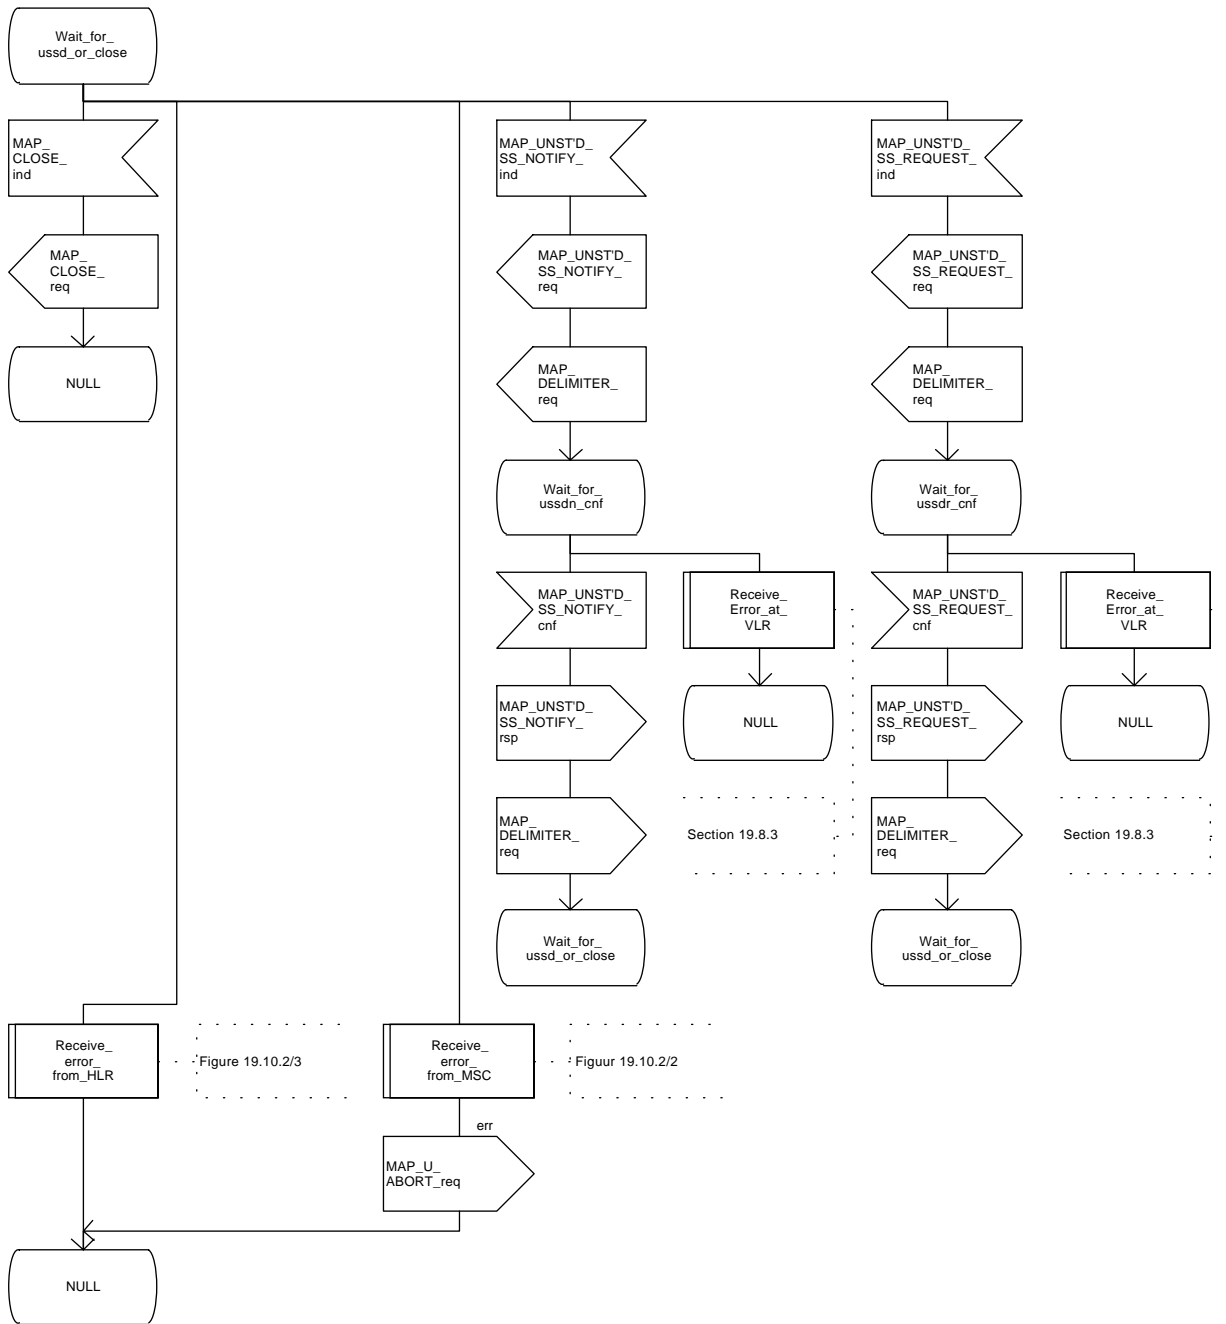 Wait_for_
ussd_or_close
MAP_
CLOSE_
ind
MAP_UNST'D_
SS_NOTIFY_
ind
MAP_UNST'D_
SS_REQUEST_
ind
MAP_
CLOSE_
req
MAP_UNST'D_
SS_NOTIFY_
req
MAP_UNST'D_
SS_REQUEST_
req
NULL
MAP_
DELIMITER_
req
MAP_
DELIMITER_
req
Wait_for_
ussdn_cnf
Wait_for_
ussdr_cnf
MAP_UNST'D_
SS_NOTIFY_
cnf
Receive_
Error_at_
VLR
MAP_UNST'D_
SS_REQUEST_
cnf
Receive_
Error_at_
VLR
MAP_UNST'D_
SS_NOTIFY_
rsp
NULL
MAP_UNST'D_
SS_REQUEST_
rsp
NULL
MAP_
DELIMITER_
req
Section 19.8.3
MAP_
DELIMITER_
req
Section 19.8.3
Wait_for_
ussd_or_close
Wait_for_
ussd_or_close
Receive_
error_
from_HLR
Figure 19.10.2/3
Receive_
error_
from_MSC
Figuur 19.10.2/2
err
MAP_U_
ABORT_req
NULL